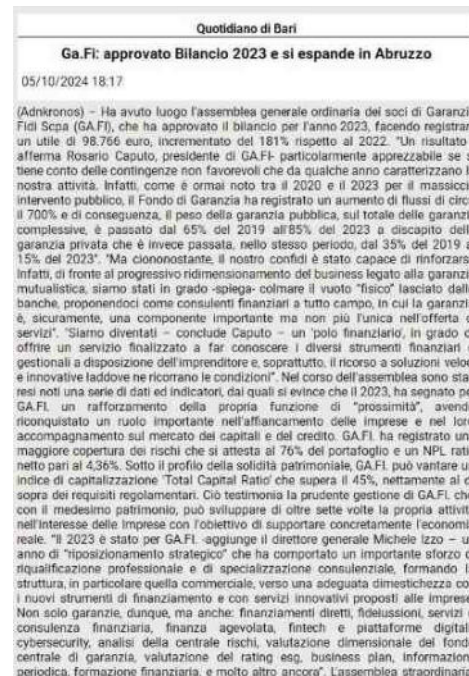 Quotidiano di Bari
Ga.Fi: approvato Bilancio 2023 e si espande in Abruzzo
05/10/2024 18:17
(Adnkronos) – Ha avuto luogo l'assemblea generale ordinaria dei soci di Garanzi
Fidi Scpa (GA.FI), che ha approvato il bilancio per l'anno 2023, facendo registrar
un utile di 98.766 euro, incremento del 181% rispetto al 2022. "Un risultato
afferma Rosario Caputo, presidente di GA.FI- particolarmente apprezzabile se s
tiene conto delle contingenze non favorevoli che da qualche anno caratterizzano l
nostra attività. Infatti, come è ormai noto tra il 2020 e il 2023 per il massicci
intervento pubblico, il Fondo di Garanzia ha registrato un aumento di flussi di circ
il 700% e di conseguenza, il peso della garanzia pubblica, sul totale delle garanzi
complessive, è passato dal 65% del 2019 all'85% del 2023 a discapito dell
garanzia privata che è invece passata, nello stesso periodo, dal 35% del 2019 a
15% del 2023". "Ma ciononostante, il nostro confidi è stato capace di rinforzars
Infatti, di fronte al progressivo ridimensionamento del business legato alla garanzi
mutualistica, siamo stati in grado -spiega- colmare il vuoto "fisico" lasciato dall
banche, proponendoci come consulenti finanziari a tutto campo, in cui la garanzi
è, sicuramente, una componente importante ma non più l'unica nell'offerta d
servizi". "Siamo diventati – conclude Caputo – un 'polo finanziario', in grado d
offrire un servizio finalizzato a far conoscere i diversi strumenti finanziari e
gestionali a disposizione dell'imprenditore e, soprattutto, il ricorso a soluzioni veloc
e innovative laddove ne ricorrano le condizioni". Nel corso dell'assemblea sono sta
resi noti una serie di dati ed indicatori, dai quali si evince che il 2023, ha segnato pe
GA.FI. un rafforzamento della propria funzione di "prossimità", avend
riconquistato un ruolo importante nell'affiancamento delle imprese e nel lor
accompagnamento sul mercato dei capitali e del credito. GA.FI. ha registrato un
maggiore copertura dei rischi che si attesta al 76% del portafoglio e un NPL rati
netto pari al 4,36%. Sotto il profilo della solidità patrimoniale, GA.FI. può vantare u
indice di capitalizzazione 'Total Capital Ratio' che supera il 45%, nettamente al d
sopra dei requisiti regolamentari. Ciò testimonia la prudente gestione di GA.FI. ch
con il medesimo patrimonio, può sviluppare di oltre sette volte la propria attivit
nell'interesse delle Imprese con l'obiettivo di supportare concretamente l'economi
reale. "Il 2023 è stato per GA.FI. -aggiunge il direttore generale Michele Izzo – u
anno di "riposizionamento strategico" che ha comportato un importante sforzo d
riqualificazione professionale e di specializzazione consulenziale, formando l
struttura, in particolare quella commerciale, verso una adeguata dimestichezza co
i nuovi strumenti di finanziamento e con servizi innovativi proposti alle imprese
Non solo garanzie, dunque, ma anche: finanziamenti diretti, fideiussioni, servizi d
consulenza finanziaria, finanza agevolata, fintech e piattaforme digital
cybersecurity, analisi della centrale rischi, valutazione dimensionale del fond
centrale di garanzia, valutazione del rating esg, business plan, informazion
periodica, formazione finanziaria, e molto altro ancora". L'assemblea straordinaria